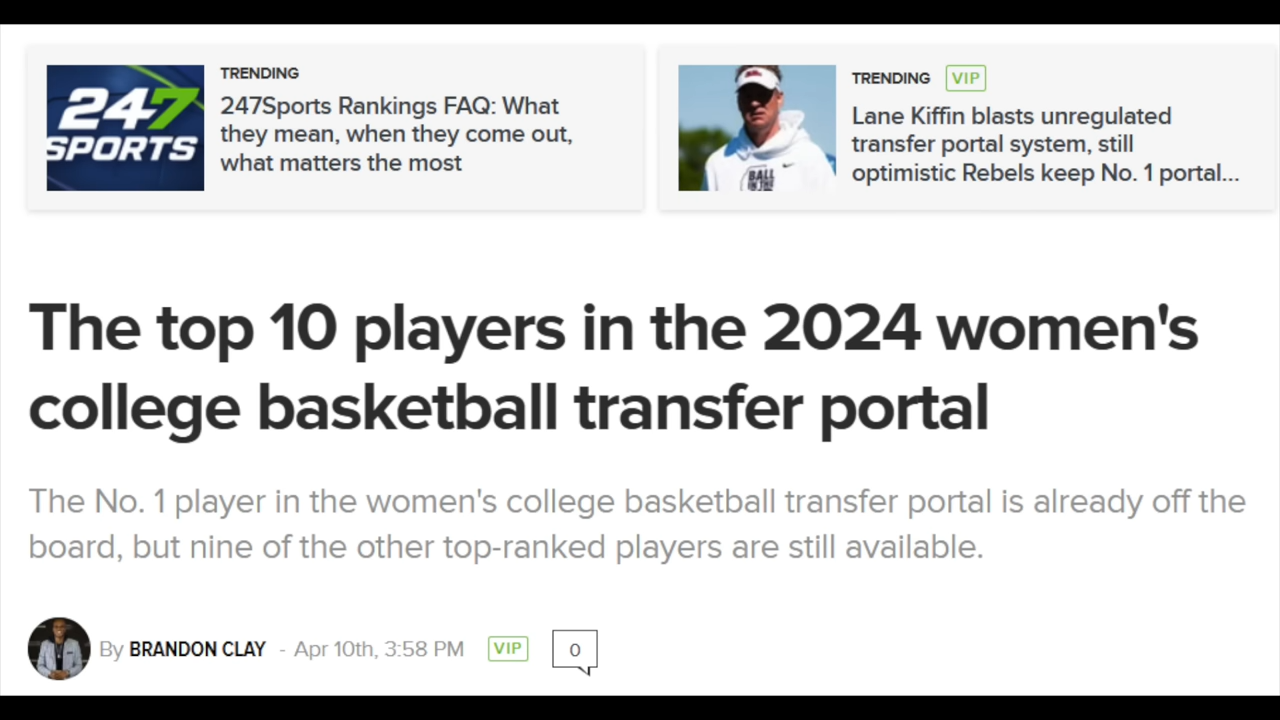 247
SPORTS
TRENDING
247Sports Rankings FAQ: What
they mean, when they come out,
what matters the most
BALL
IN THE
TRENDING VIP
Lane Kiffin blasts unregulated
transfer portal system, still
optimistic Rebels keep No. 1 portal...
The top 10 players in the 2024 women's
college basketball transfer portal
The No. 1 player in the women's college basketball transfer portal is already off the
board, but nine of the other top-ranked players are still available.
By BRANDON CLAY - Apr 10th, 3:58 PM VIP 0